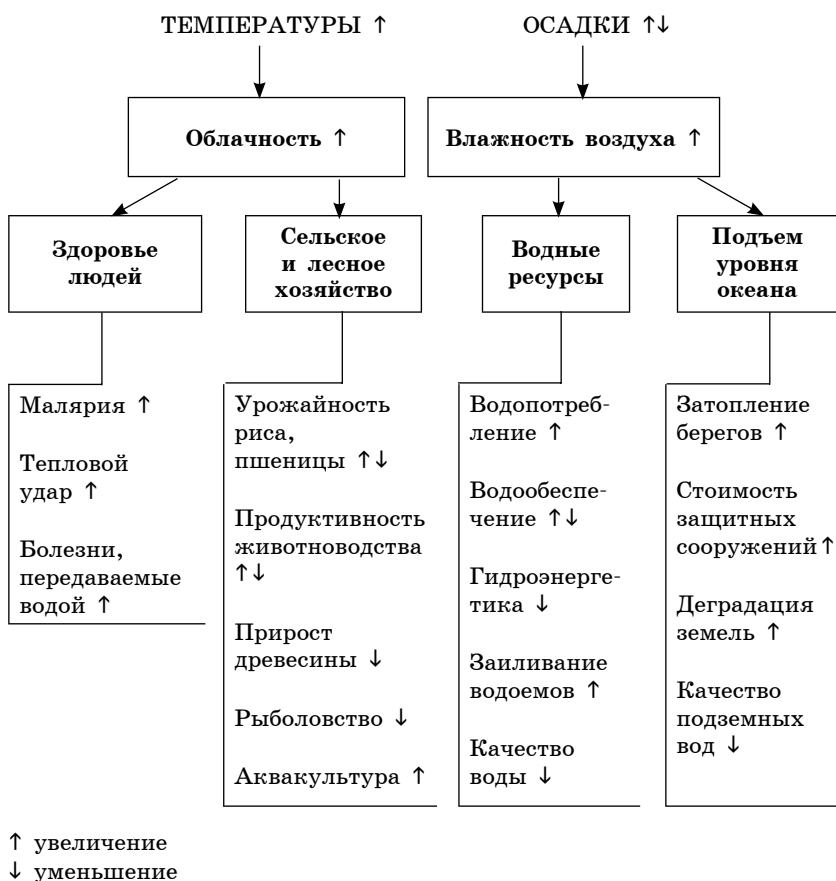 ТЕМПЕРАТУРЫ ↑
ОСАДКИ ↑↓
Облачность ↑
Влажность воздуха ↑
Здоровье
людей
Сельское
и лесное
хозяйство
Водные
ресурсы
Подъем
уровня
океана
Малярия ↑
Тепловой
удар ↑
Болезни,
передаваемые
водой ↑
Урожайность
риса,
пшеницы ↑↓
Продуктивность
животноводства
↑↓
Прирост
древесины ↓
Рыболовство ↓
Аквакультура ↑
Водопотреб-
ление ↑
Водообеспе-
чение ↑↓
Гидроэнерге-
тика ↓
Заиливание
водоемов ↑
Качество
воды ↓
Затопление
берегов ↑
Стоимость
защитных
сооружений ↑
Деградация
земель ↑
Качество
подземных
вод ↓
↑ увеличение
↓ уменьшение